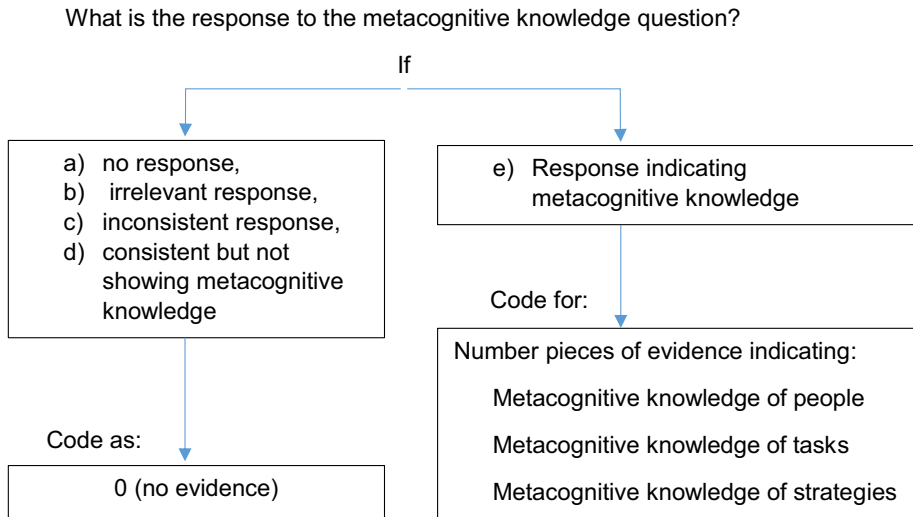 What is the response to the metacognitive knowledge question?
If
a) no response,
b) irrelevant response,
c) inconsistent response,
d) consistent but not
showing metacognitive
knowledge
Code as:
0 (no evidence)
e) Response indicating
metacognitive knowledge
Code for:
Number pieces of evidence indicating:
Metacognitive knowledge of people
Metacognitive knowledge of tasks
Metacognitive knowledge of strategies